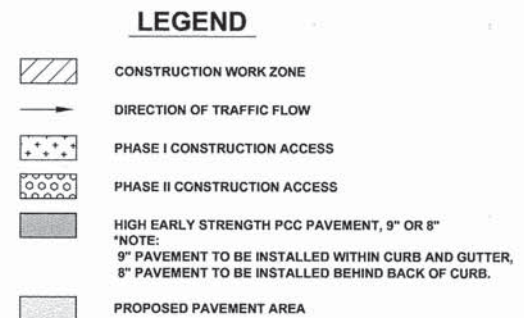 LEGEND
CONSTRUCTION WORK ZONE
DIRECTION OF TRAFFIC FLOW
PHASE I CONSTRUCTION ACCESS
PHASE II CONSTRUCTION ACCESS
HIGH EARLY STRENGTH PCC PAVEMENT, 9" OR 8"
*NOTE:
9" PAVEMENT TO BE INSTALLED WITHIN CURB AND GUTTER,
8" PAVEMENT TO BE INSTALLED BEHIND BACK OF CURB.
PROPOSED PAVEMENT AREA